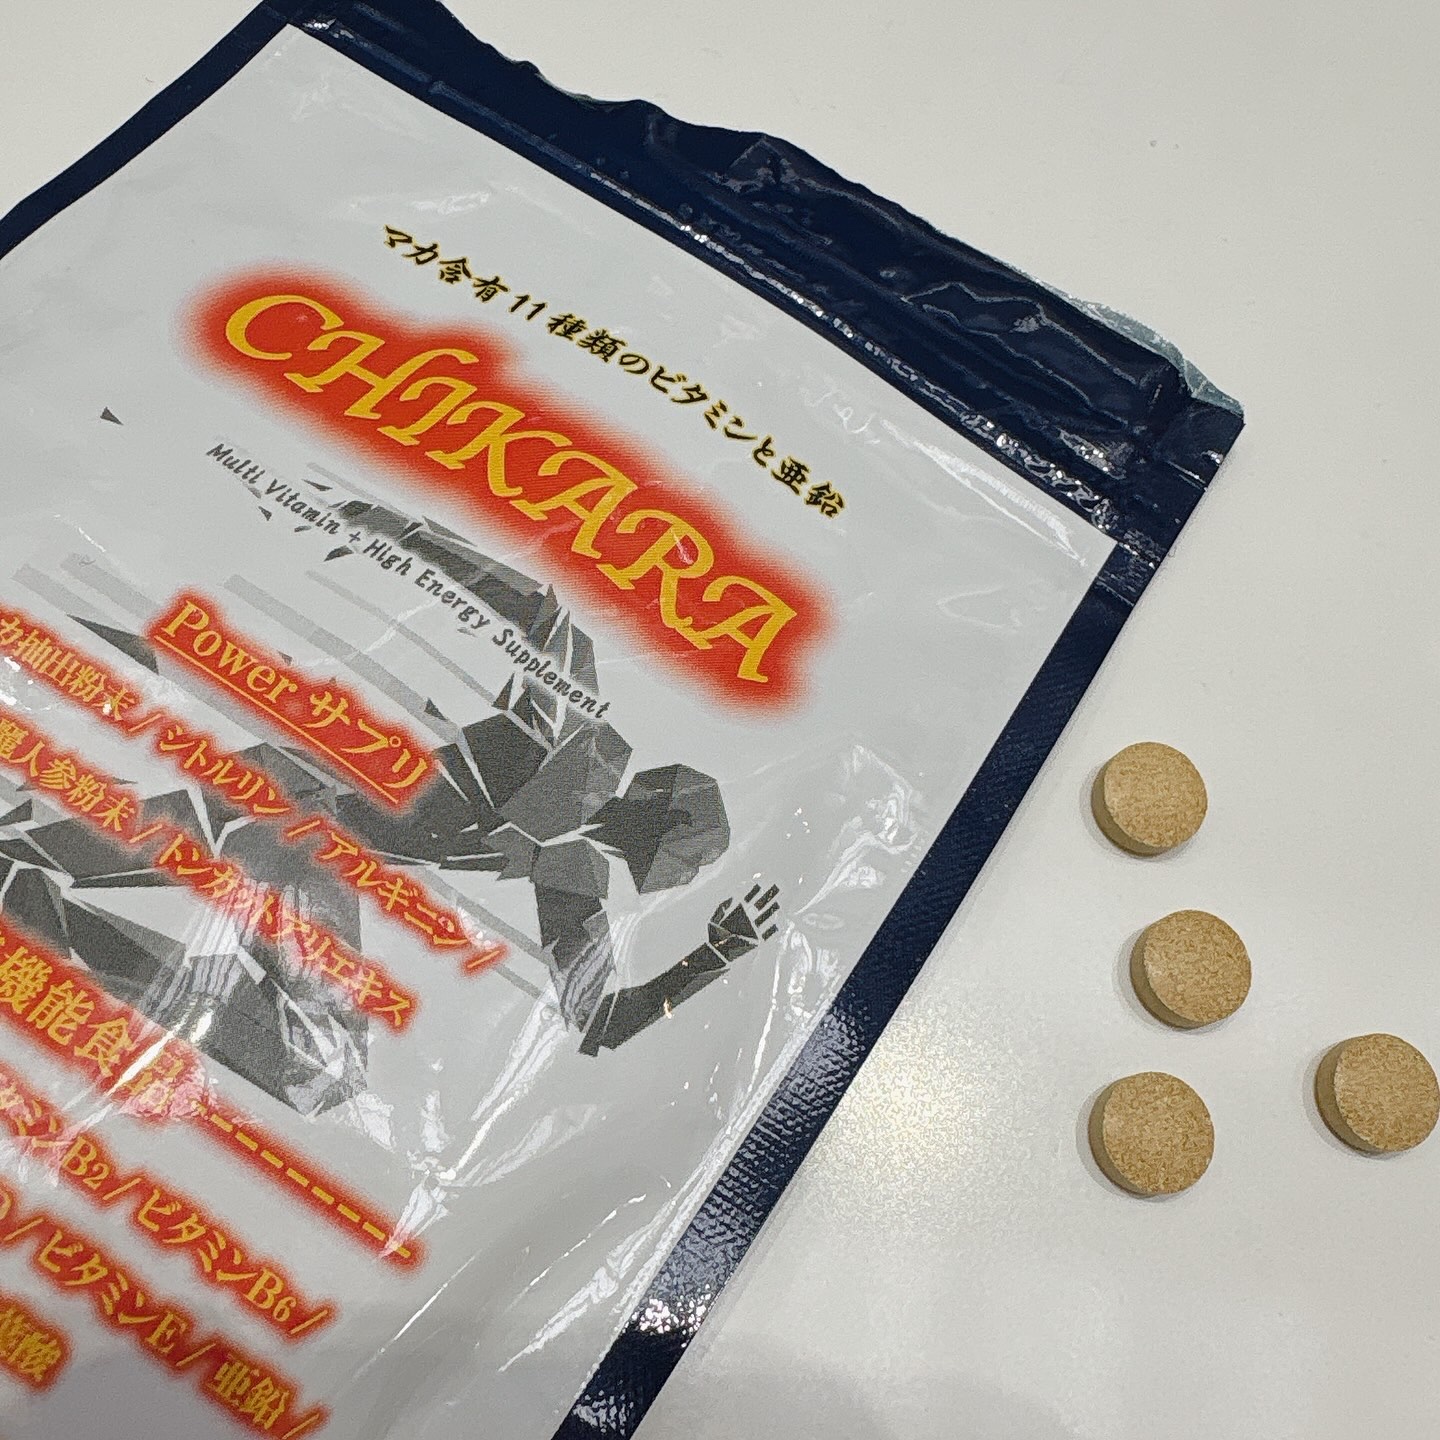 マカ含有11種類のビタミンと亜鉛
CHIKARA
Multi Vitamin + High Energy Supplement
Power サプリ
カ抽出粉末 / シトルリン / アルギニン /
麗人参粉末 / トンカットアリエキス
機能食品
ミンB2 / ビタミンB6 /
/ ビタミンE / 亜鉛 /
葉酸